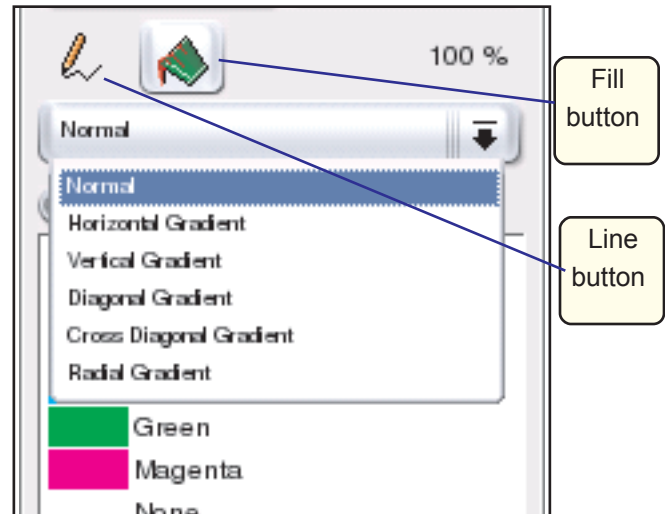 100 %
Fill
button
Normal
Normal
Horizontal Gradient
Vertical Gradient
Diagonal Gradient
Cross Diagonal Gradient
Radial Gradient
Line
button
Green
Magenta
None